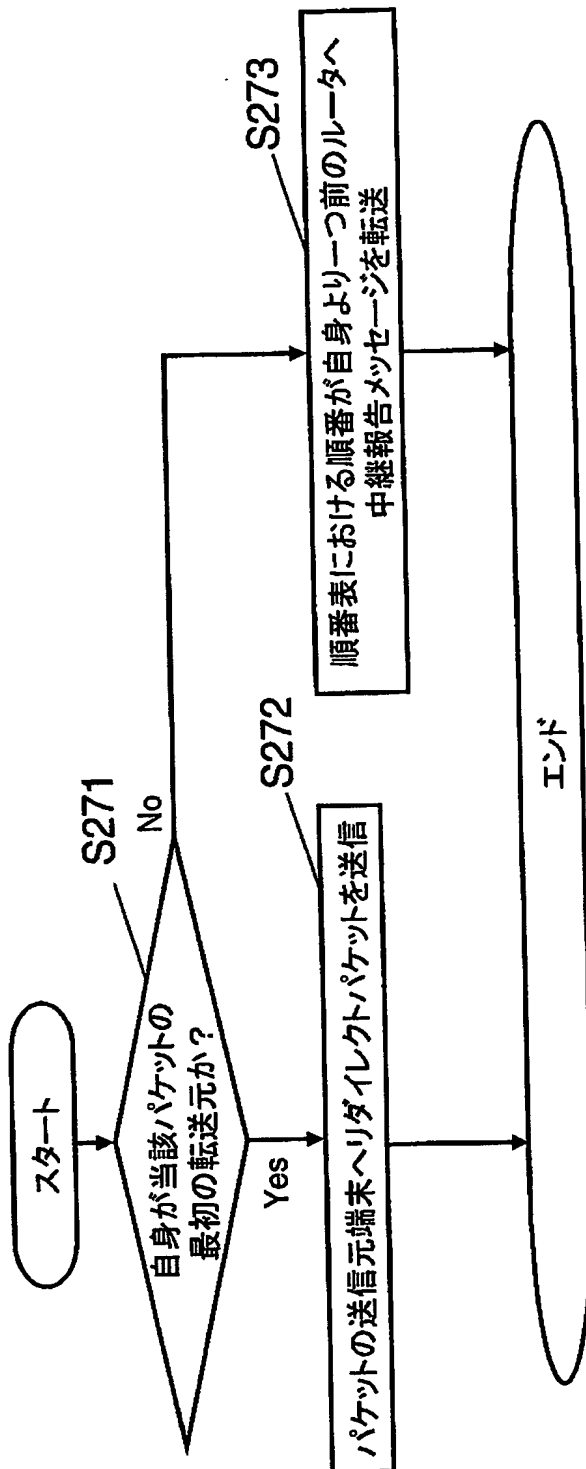 スタート
S271
自身が当該パケットの
最初の転送元か？
No
Yes
S272
パケットの送信元端末へリダイレクトパケットを送信
S273
順番表における順番が自身より一つ前のルータへ
中継報告メッセージを転送
エンド